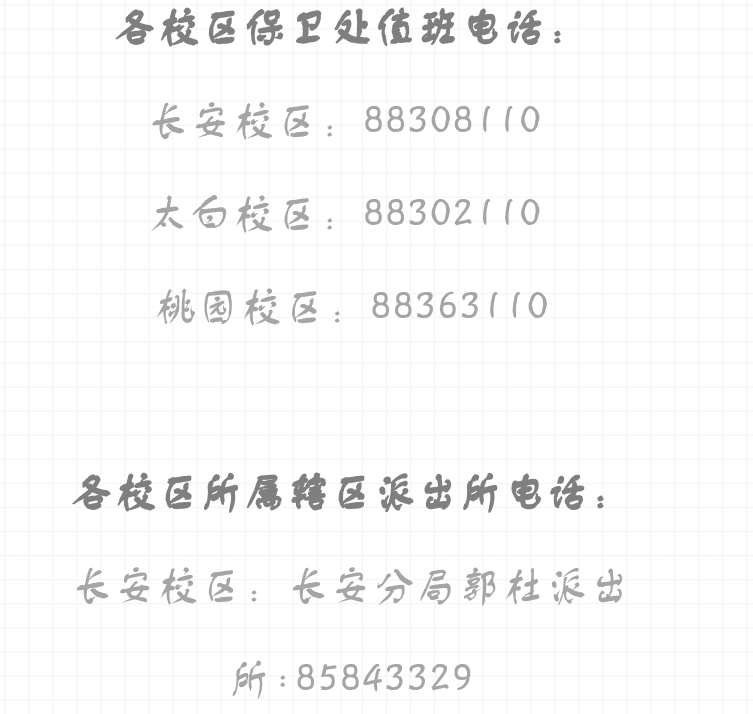 各校区保卫处值班电话：
长安校区：88308110
太白校区：88302110
桃园校区：88363110
各校区所属辖区派出所电话：
长安校区：长安分局郭杜派出
所:85843329